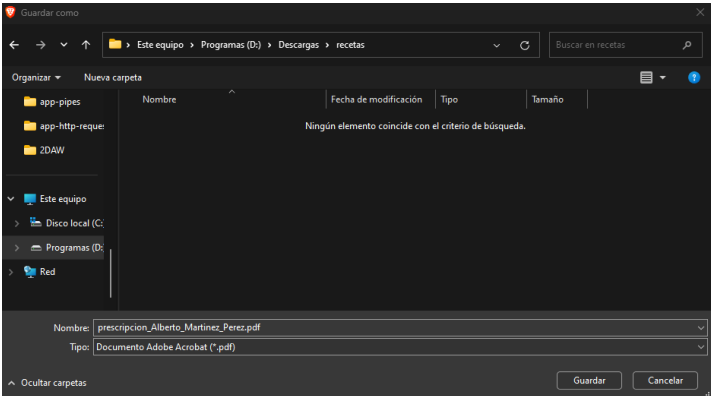 Guardar como
Este equipo > Programas (D:) > Descargas > recetas
Buscar en recetas
Organizar
Nueva carpeta
Nombre Fecha de modificación Tipo Tamaño
app-pipes
Ningún elemento coincide con el criterio de búsqueda.
app-http-reque
2DAW
Este equipo
Disco local (C:
Programas (D:
Red
Nombre: prescripcion_Alberto_Martinez_Perez.pdf
Tipo: Documento Adobe Acrobat (*.pdf)
Ocultar carpetas
Guardar
Cancelar